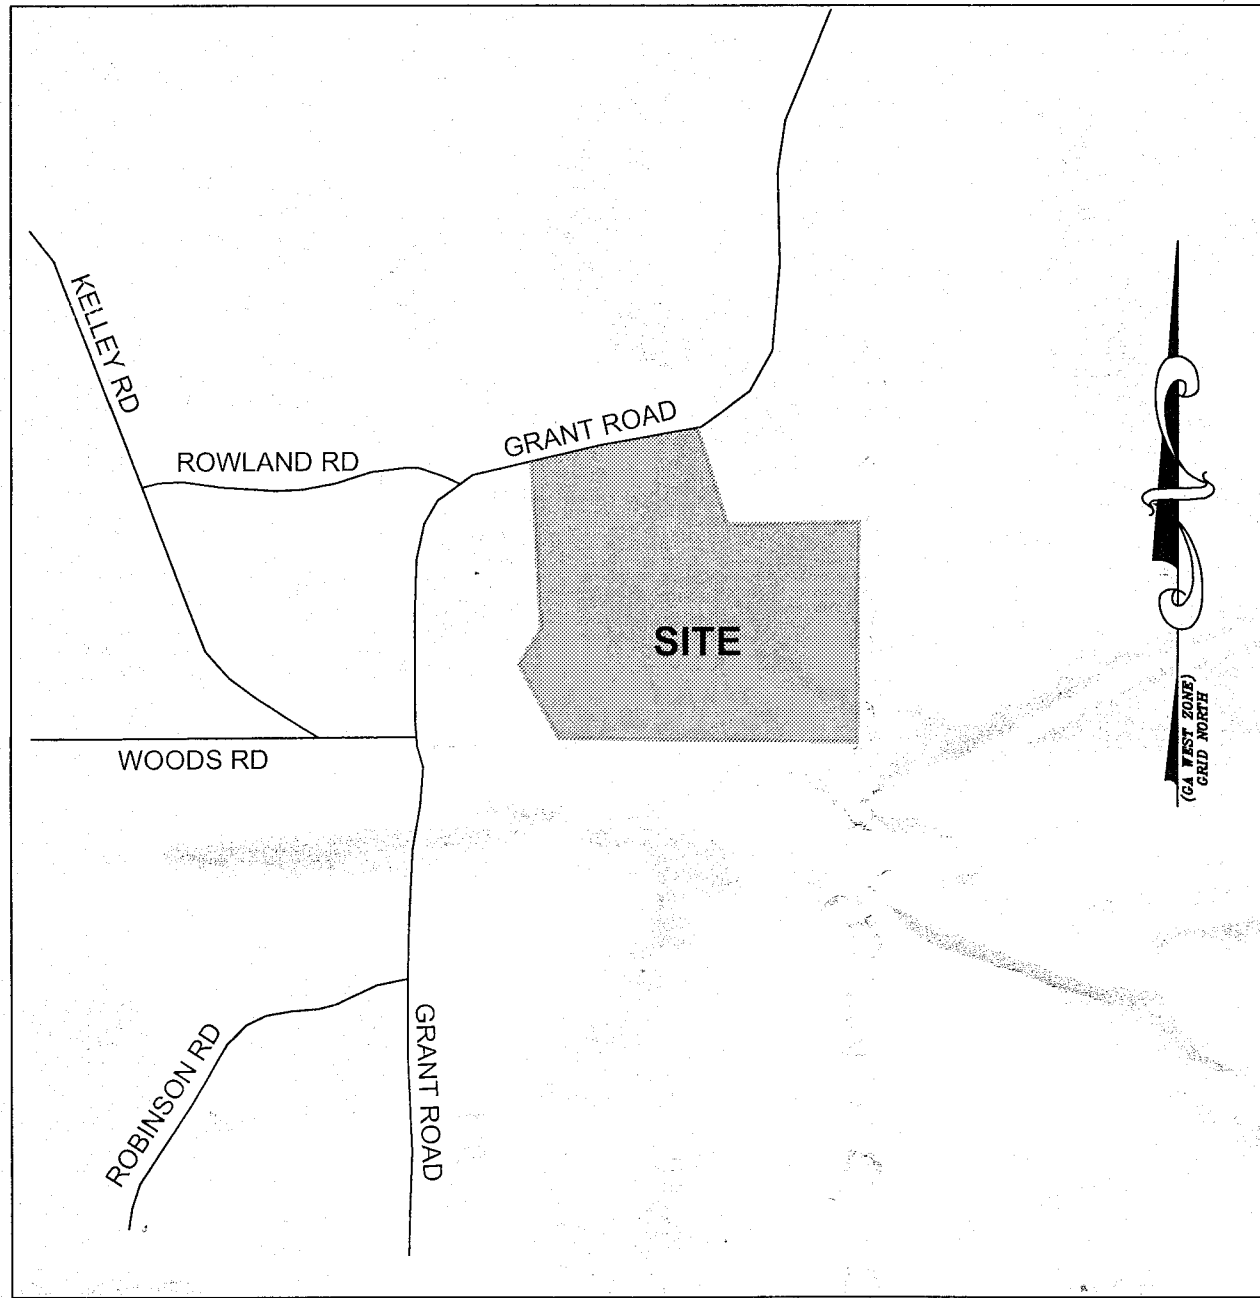 KELLEY RD
GRANT ROAD
ROWLAND RD
SITE
(GA WEST ZONE)
GRID NORTH
WOODS RD
ROBINSON RD
GRANT ROAD